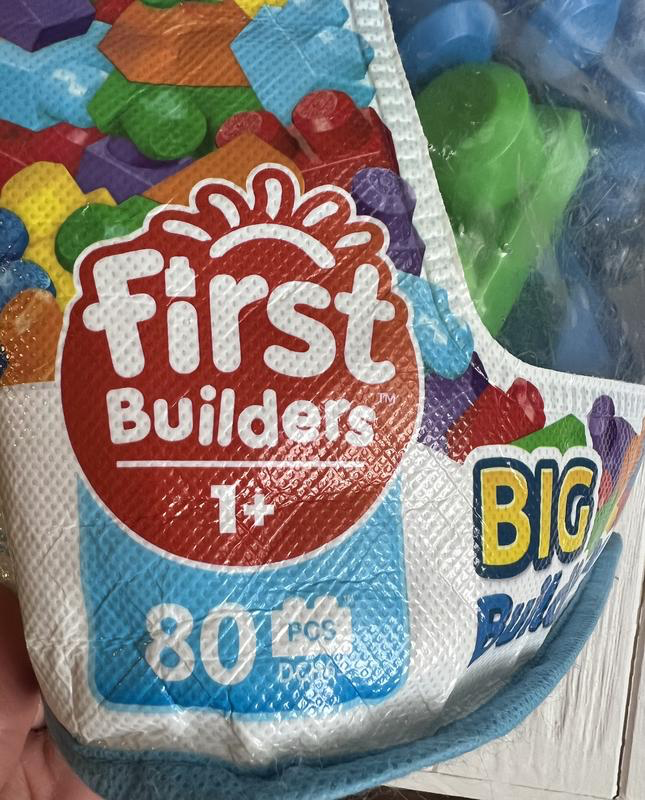 First
Builders™
1+
80 PCS
BIG